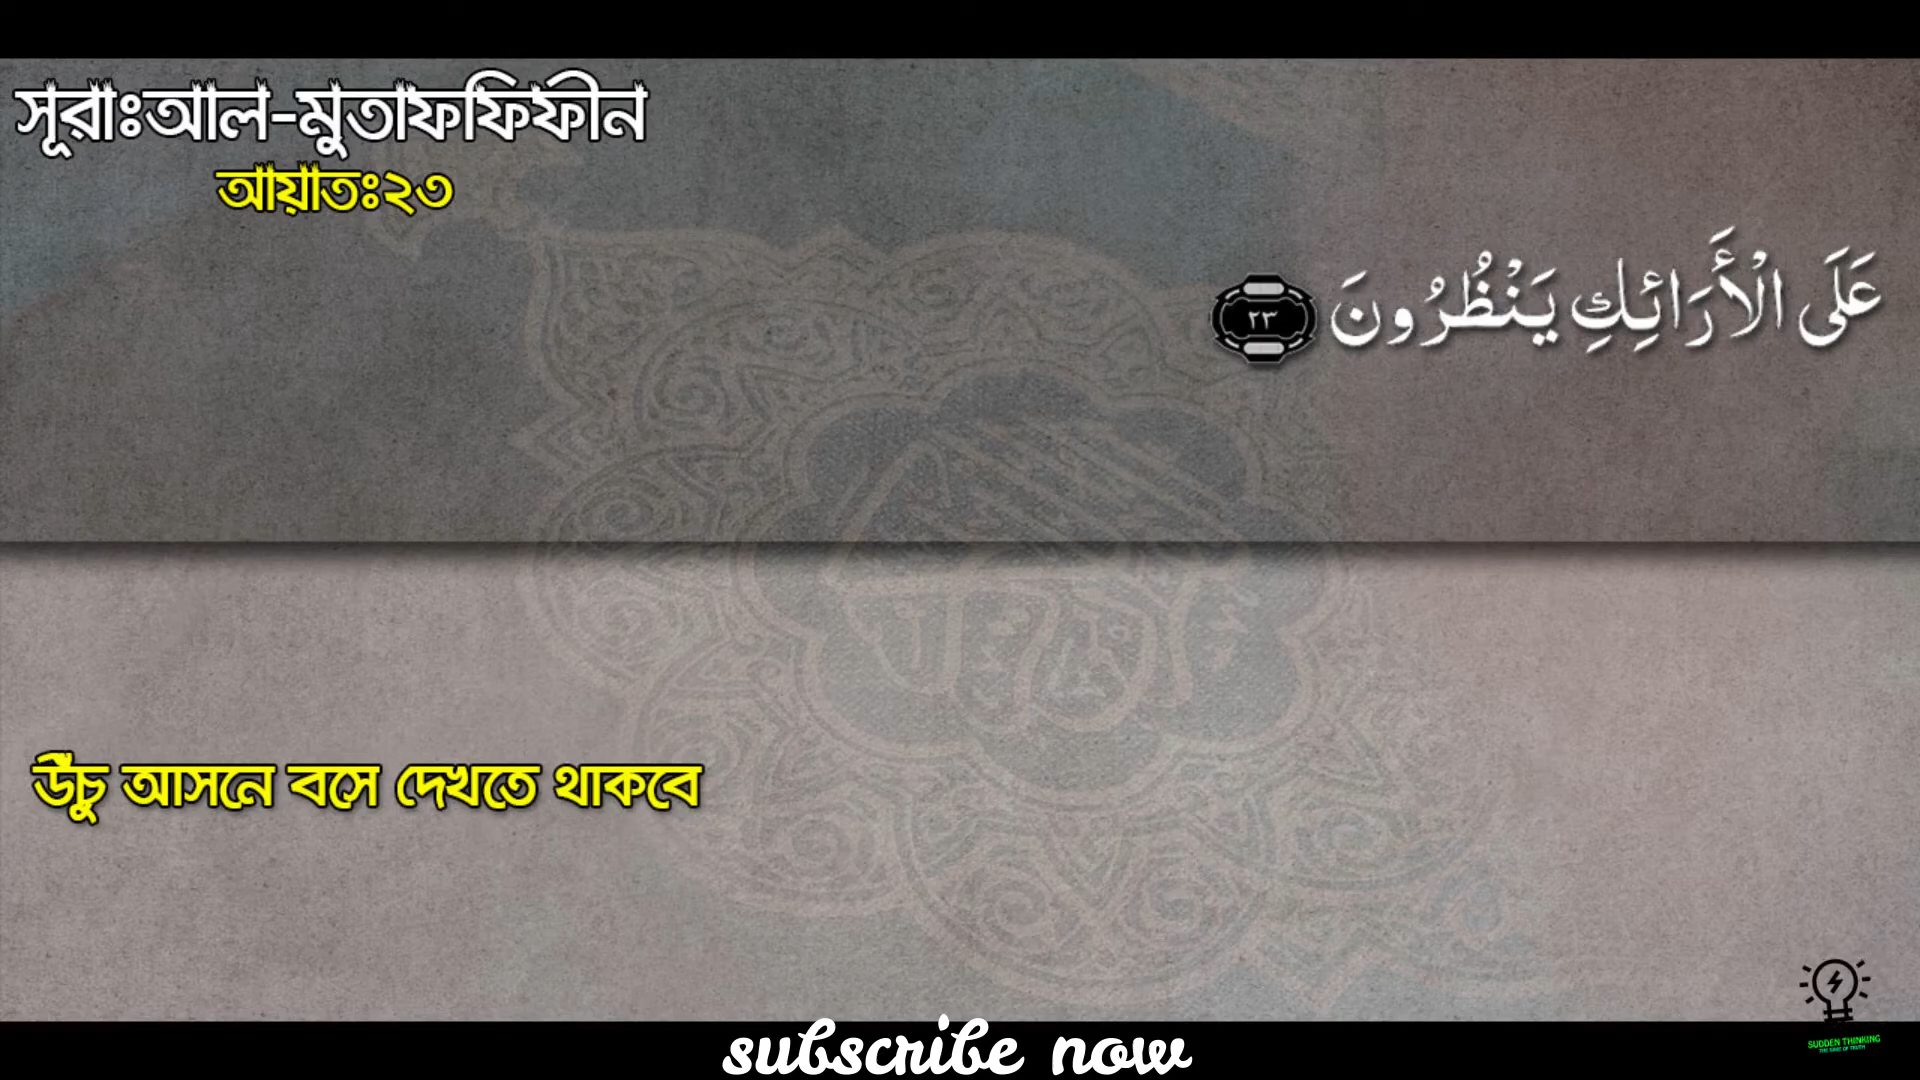 সূরাঃআল-মুতাফফিফীন
আয়াতঃ২৩
عَلَى الْأَرَائِكِ يَنْظُرُونَ ٢٣
উঁচু আসনে বসে দেখতে থাকবে
subscribe now
SUDDEN THINKING